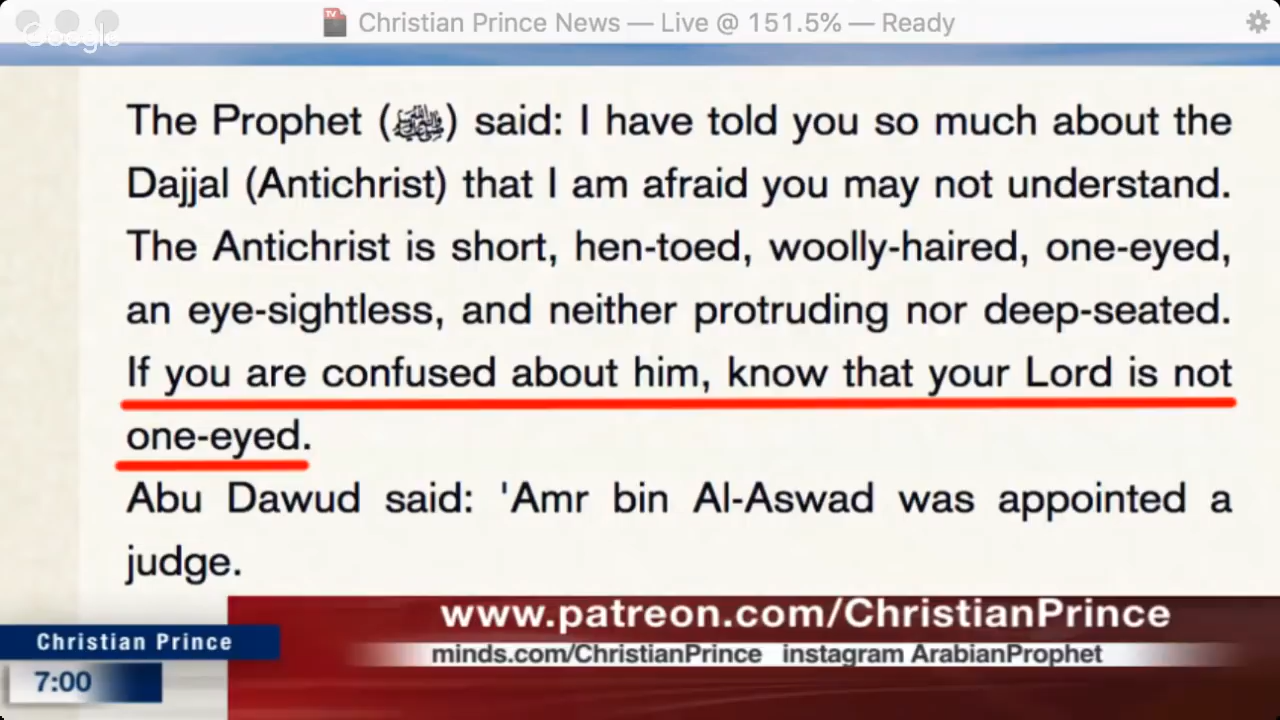 Christian Prince News — Live @ 151.5% — Ready
Google
The Prophet (ﷺ) said: I have told you so much about the
Dajjal (Antichrist) that I am afraid you may not understand.
The Antichrist is short, hen-toed, woolly-haired, one-eyed,
an eye-sightless, and neither protruding nor deep-seated.
If you are confused about him, know that your Lord is not
one-eyed.
Abu Dawud said: 'Amr bin Al-Aswad was appointed a
judge.
www.patreon.com/ChristianPrince
Christian Prince
minds.com/ChristianPrince instagram ArabianProphet
7:00